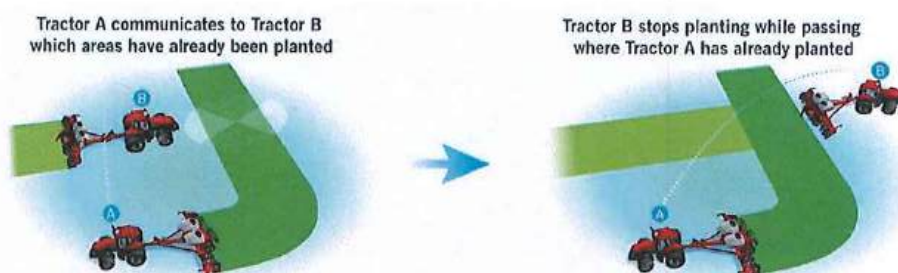 Tractor A communicates to Tractor B
which areas have already been planted
B
A
Tractor B stops planting while passing
where Tractor A has already planted
B
A